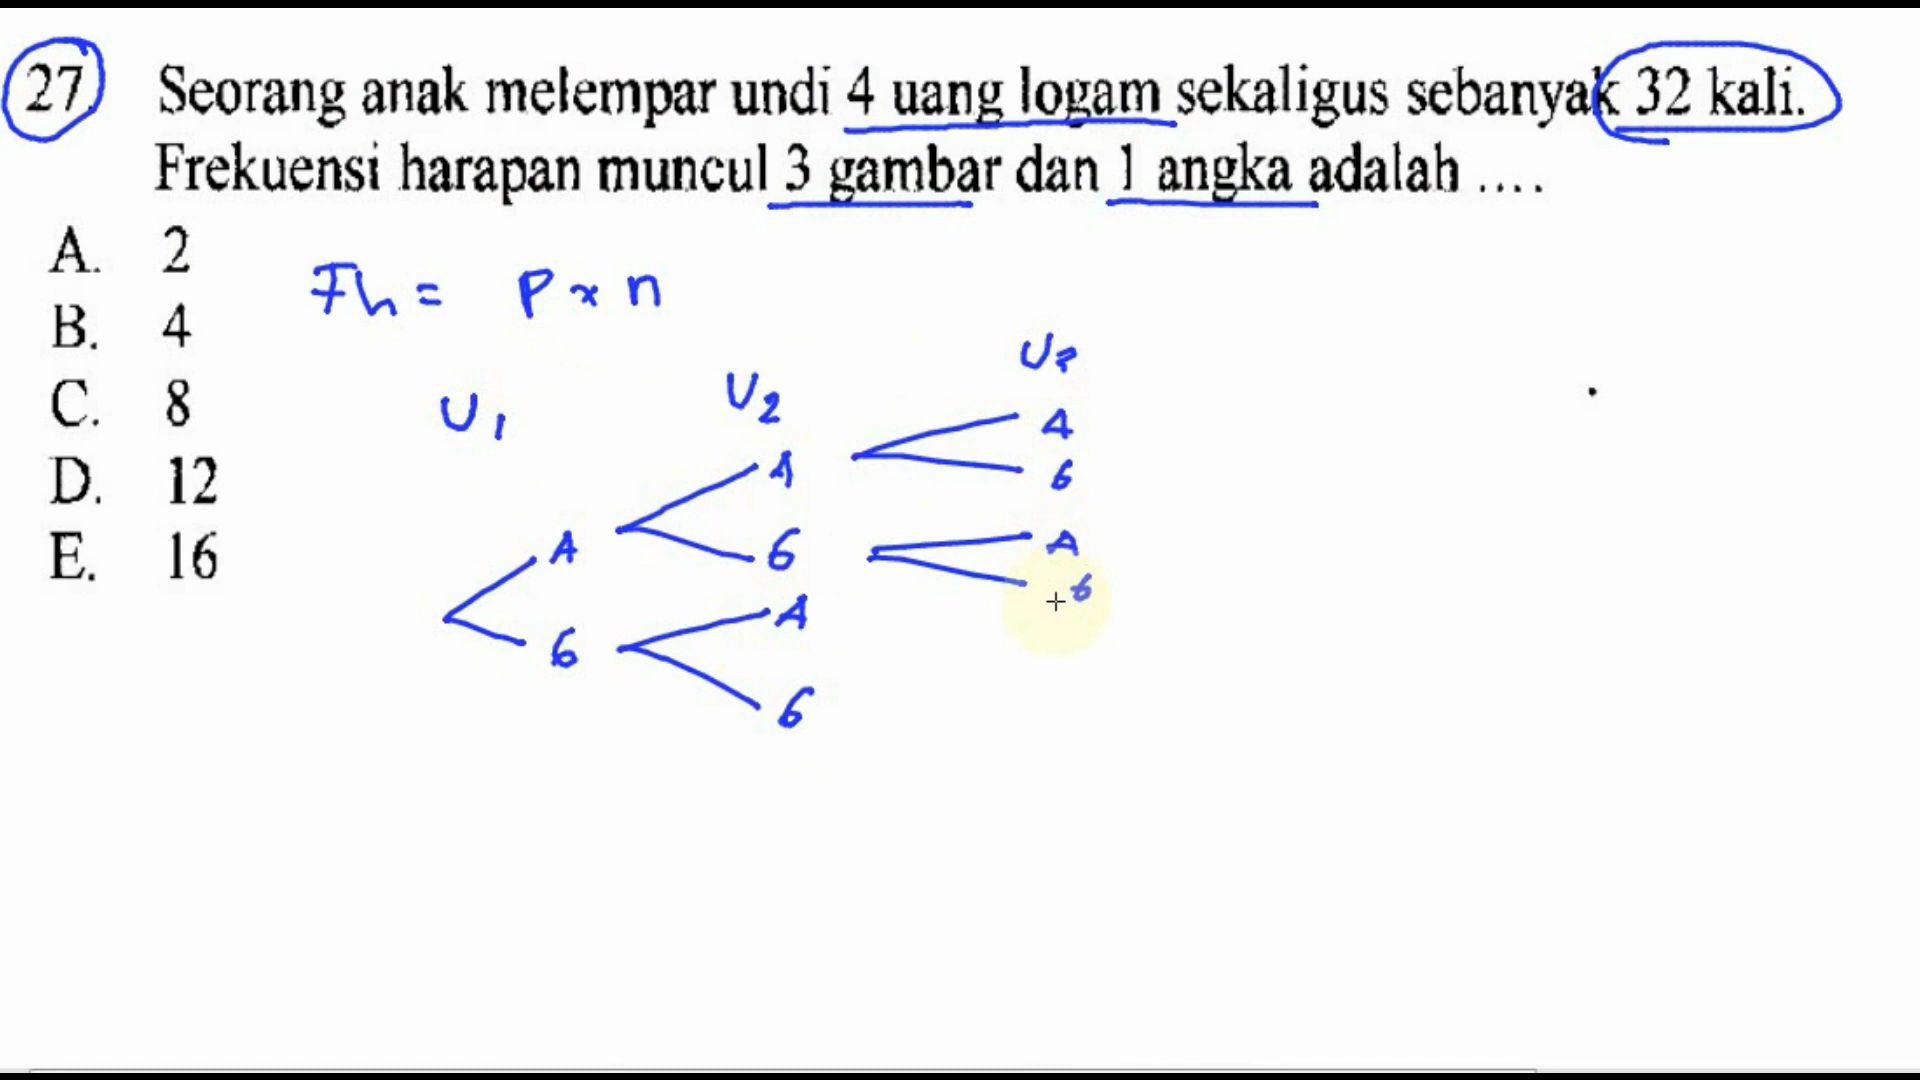 27. Seorang anak melempar undi 4 uang logam sekaligus sebanyak 32 kali.
Frekuensi harapan muncul 3 gambar dan 1 angka adalah ....
A. 2
B. 4
C. 8
D. 12
E. 16
Fh = P × n
U1
U2
U3
A
G
A
G
A
G
A
G
A
G